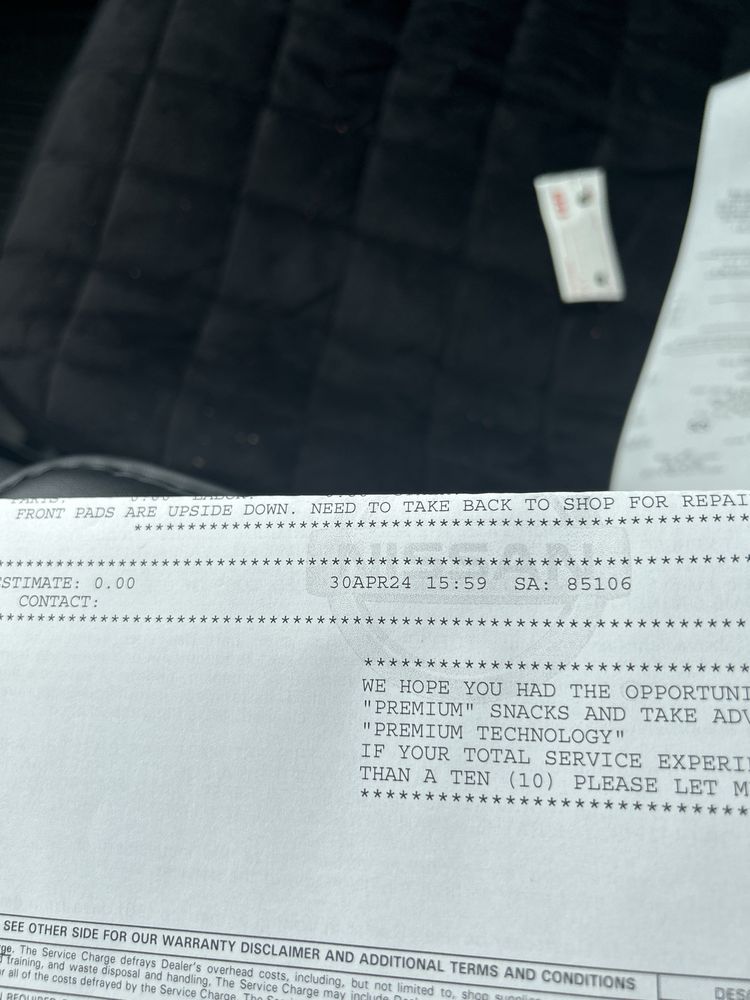 FRONT PADS ARE UPSIDE DOWN. NEED TO TAKE BACK TO SHOP FOR REPAI
***********************************************
*********************************************************
ESTIMATE: 0.00 30APR24 15:59 SA: 85106
CONTACT:
*********************************************************
*****************************
WE HOPE YOU HAD THE OPPORTUNI
"PREMIUM" SNACKS AND TAKE ADV
"PREMIUM TECHNOLOGY"
IF YOUR TOTAL SERVICE EXPERI
THAN A TEN (10) PLEASE LET M
*****************************
SEE OTHER SIDE FOR OUR WARRANTY DISCLAIMER AND ADDITIONAL TERMS AND CONDITIONS
ge. The Service Charge defrays Dealer's overhead costs, including, but not limited to, shop
training, and waste disposal and handling. The Service Charge may include
r all of the costs defrayed by the Service Charge. The
DES